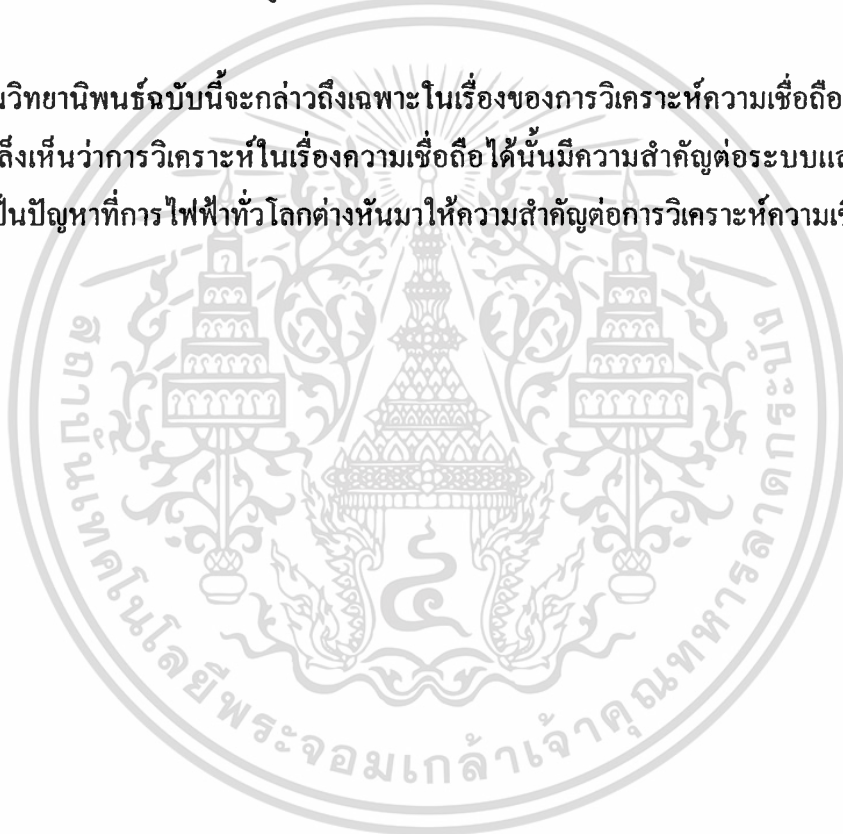 นวิทยานิพนธ์ฉบับนี้จะกล่าวถึงเฉพาะในเรื่องของการวิเคราะห์ความเชื่อถือ
ล็งเห็นว่าการวิเคราะห์ในเรื่องความเชื่อถือได้นั้นมีความสำคัญต่อระบบแล
ป็นปัญหาที่การไฟฟ้าทั่วโลกต่างหันมาให้ความสำคัญต่อการวิเคราะห์ความเชื
สถาบันเทคโนโลยีพระจอมเกล้าเจ้าคุณทหารลาดกระบัง